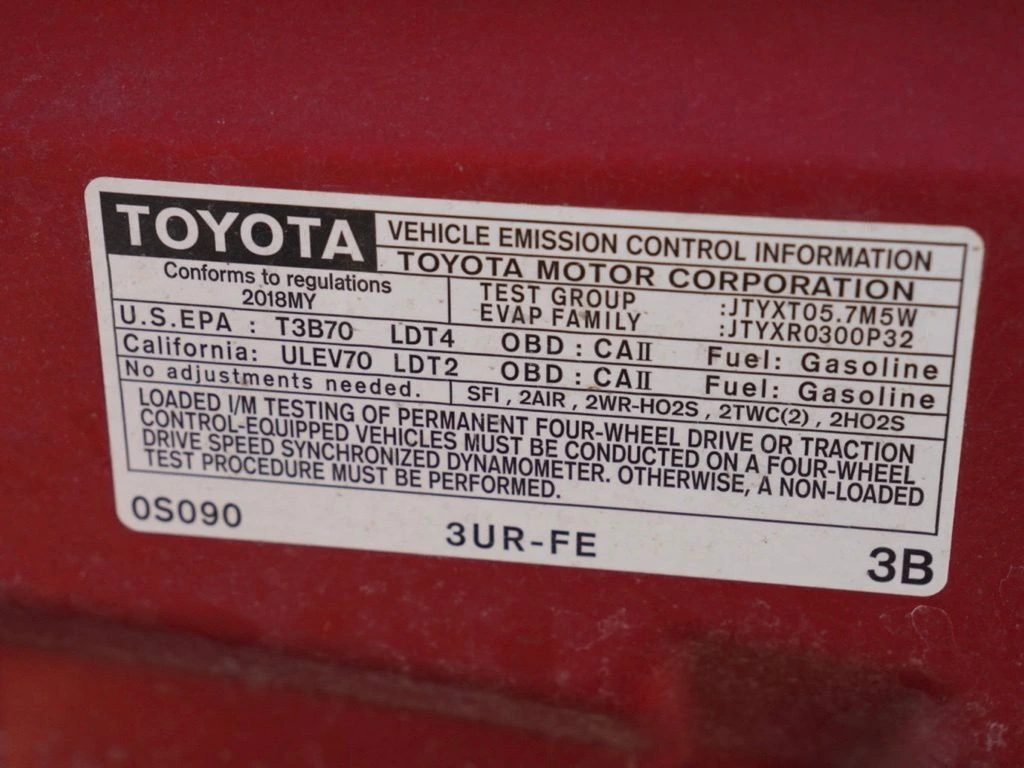 TOYOTA VEHICLE EMISSION CONTROL INFORMATION
TOYOTA MOTOR CORPORATION
Conforms to regulations
2018MY
TEST GROUP :JTYXT05.7M5W
EVAP FAMILY :JTYXR0300P32
U.S.EPA : T3B70 LDT4 OBD : CAII Fuel: Gasoline
California: ULEV70 LDT2 OBD : CAII Fuel: Gasoline
No adjustments needed. SFI , 2AIR , 2WR-HO2S , 2TWC(2) , 2HO2S
LOADED I/M TESTING OF PERMANENT FOUR-WHEEL DRIVE OR TRACTION
CONTROL-EQUIPPED VEHICLES MUST BE CONDUCTED ON A FOUR-WHEEL
DRIVE SPEED SYNCHRONIZED DYNAMOMETER. OTHERWISE, A NON-LOADED
TEST PROCEDURE MUST BE PERFORMED.
0S090 3UR-FE 3B